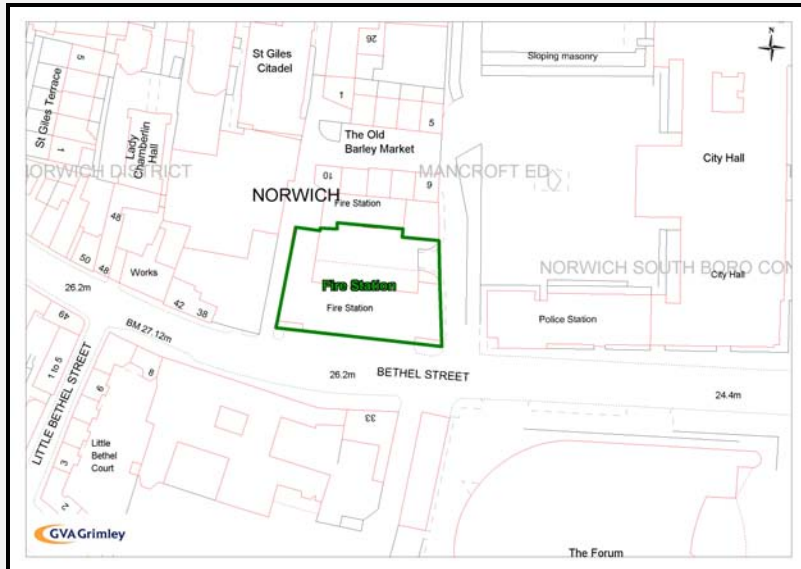 26
N
St Giles
Citadel
Sloping masonry
5
St Giles Terrace
1
Lady
Chamberlin
Hall
1
5
The Old
Barley Market
City Hall
NORWICH DISTRICT
MANCROFT ED
10
6
NORWICH
Fire Station
48
50
48
Works
NORWICH SOUTH BORO CON
City Hall
26.2m
Fire Station
Fire Station
42
38
Police Station
49
BM 27.12m
1 to 5
LITTLE BETHEL STREET
8
26.2m
BETHEL STREET
24.4m
6
33
Little
Bethel
Court
3
2
GVA Grimley
The Forum